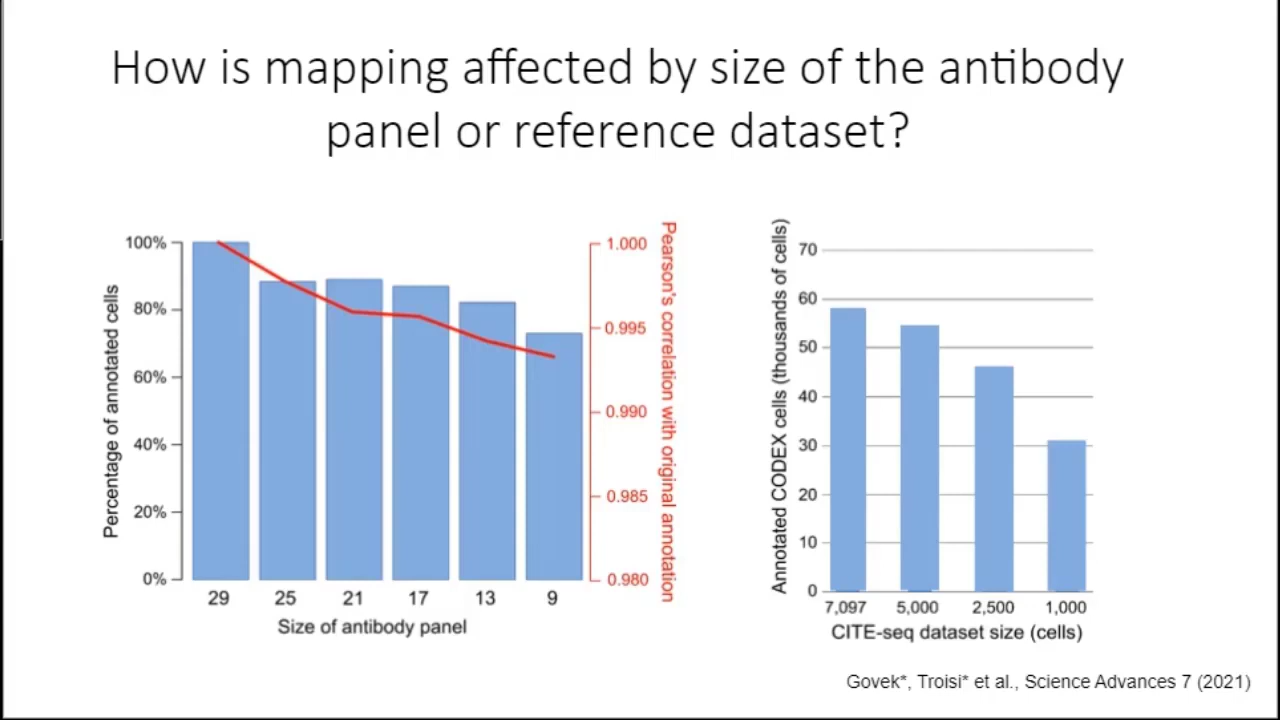 How is mapping affected by size of the antibody
panel or reference dataset?
Percentage of annotated cells
100%
80%
60%
40%
20%
0%
29 25 21 17 13 9
Size of antibody panel
1.000
0.995
0.990
0.985
0.980
Pearson's correlation with original annotation
Annotated CODEX cells (thousands of cells)
70
60
50
40
30
20
10
0
7,097 5,000 2,500 1,000
CITE-seq dataset size (cells)
Govek*, Troisi* et al., Science Advances 7 (2021)